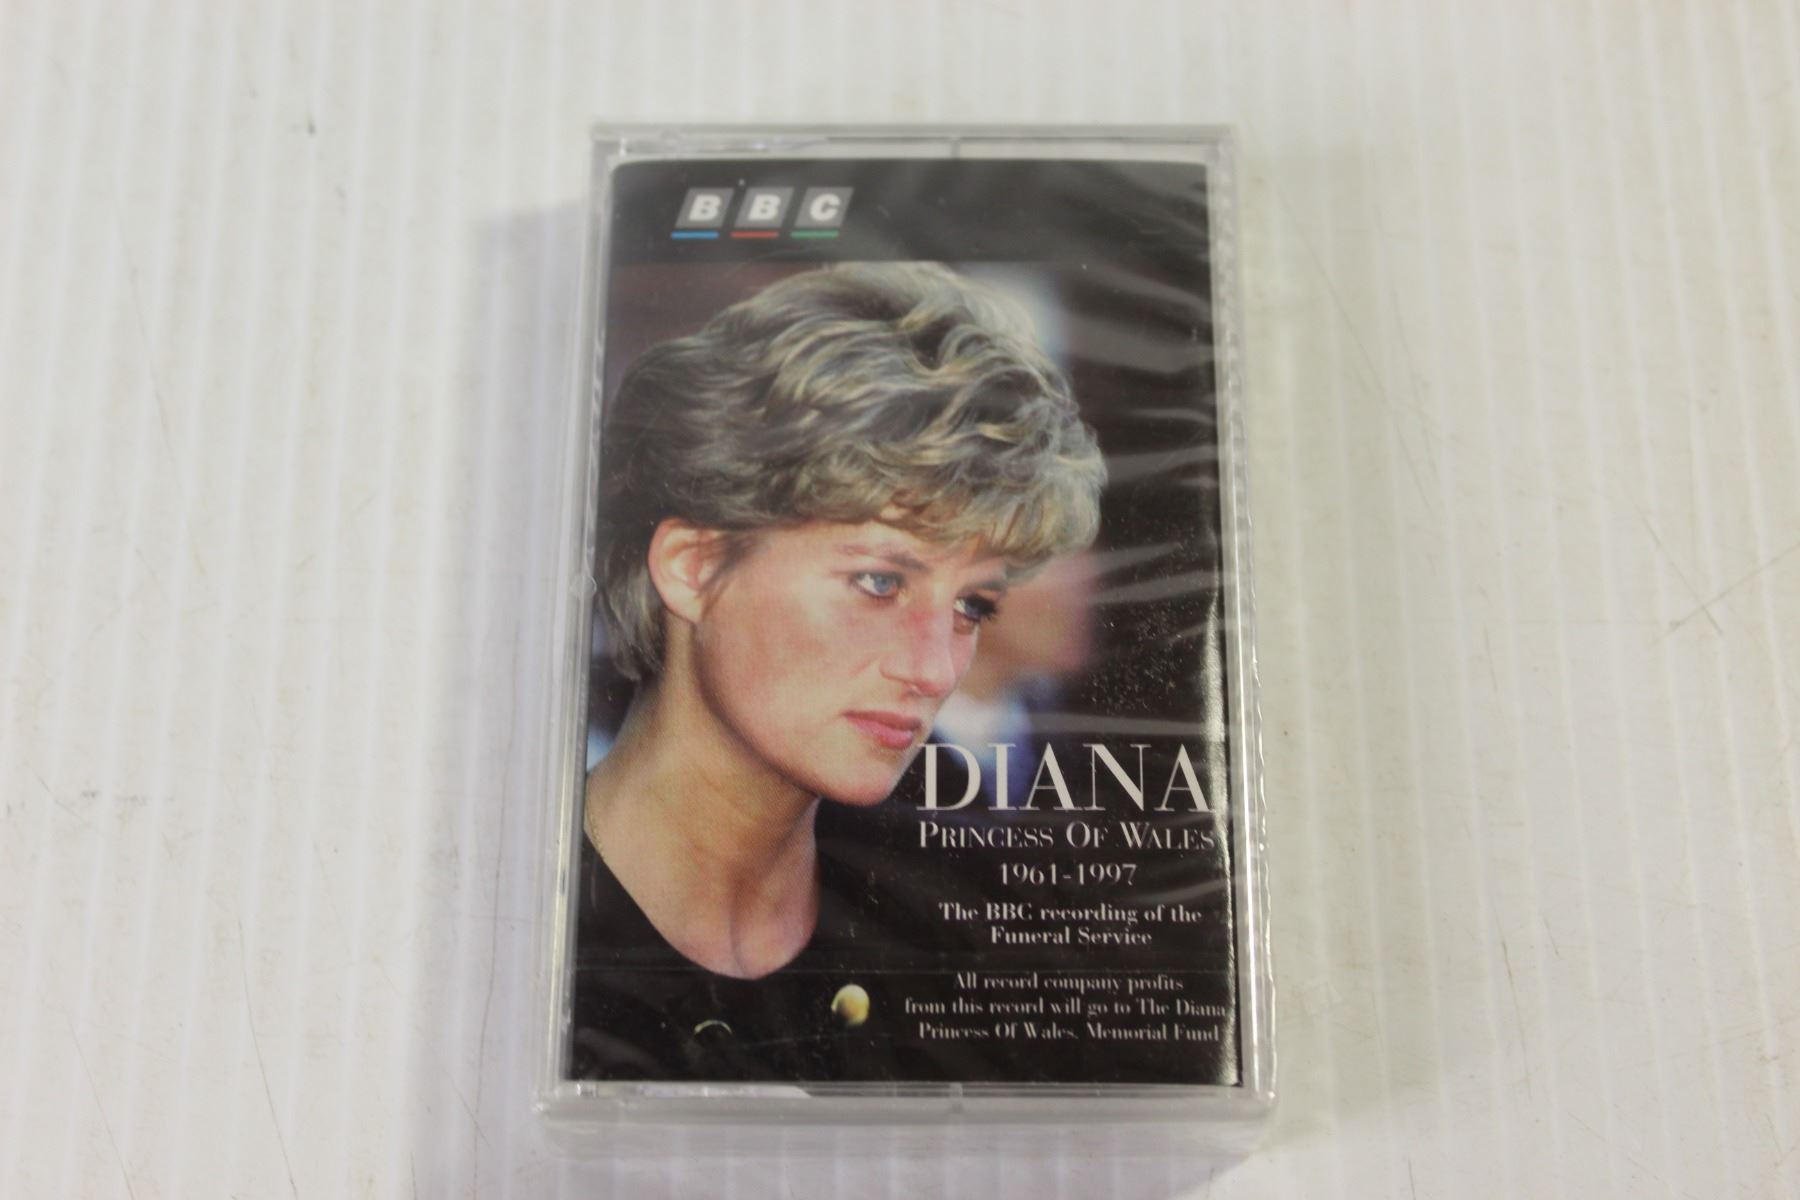 BBC
DIANA
PRINCESS OF WALES
1961-1997
The BBC recording of the
Funeral Service
All record company profits
from this record will go to The Diana
Princess Of Wales. Memorial Fund